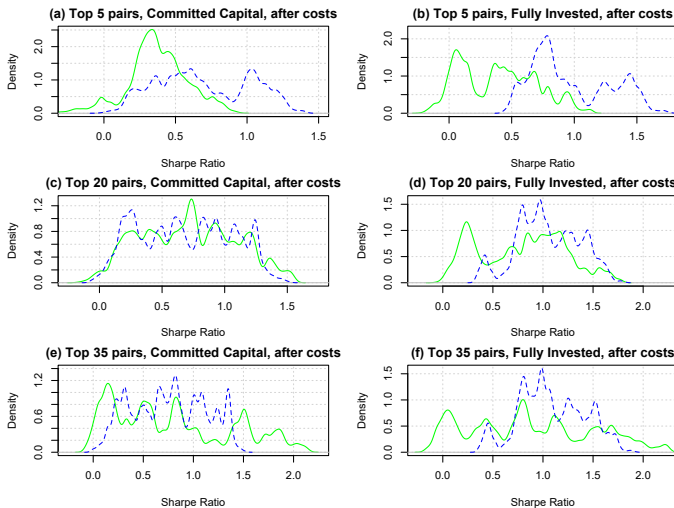 (a) Top 5 pairs, Committed Capital, after costs
Density
0.0 1.0 2.0
0.0 0.5 1.0 1.5
Sharpe Ratio
(b) Top 5 pairs, Fully Invested, after costs
Density
0.0 1.0 2.0
0.0 0.5 1.0 1.5
Sharpe Ratio
(c) Top 20 pairs, Committed Capital, after costs
Density
0.0 0.4 0.8 1.2
0.0 0.5 1.0 1.5
Sharpe Ratio
(d) Top 20 pairs, Fully Invested, after costs
Density
0.0 0.5 1.0 1.5
0.0 0.5 1.0 1.5 2.0
Sharpe Ratio
(e) Top 35 pairs, Committed Capital, after costs
Density
0.0 0.6 1.2
0.0 0.5 1.0 1.5 2.0
Sharpe Ratio
(f) Top 35 pairs, Fully Invested, after costs
Density
0.0 0.5 1.0 1.5
0.0 0.5 1.0 1.5 2.0
Sharpe Ratio